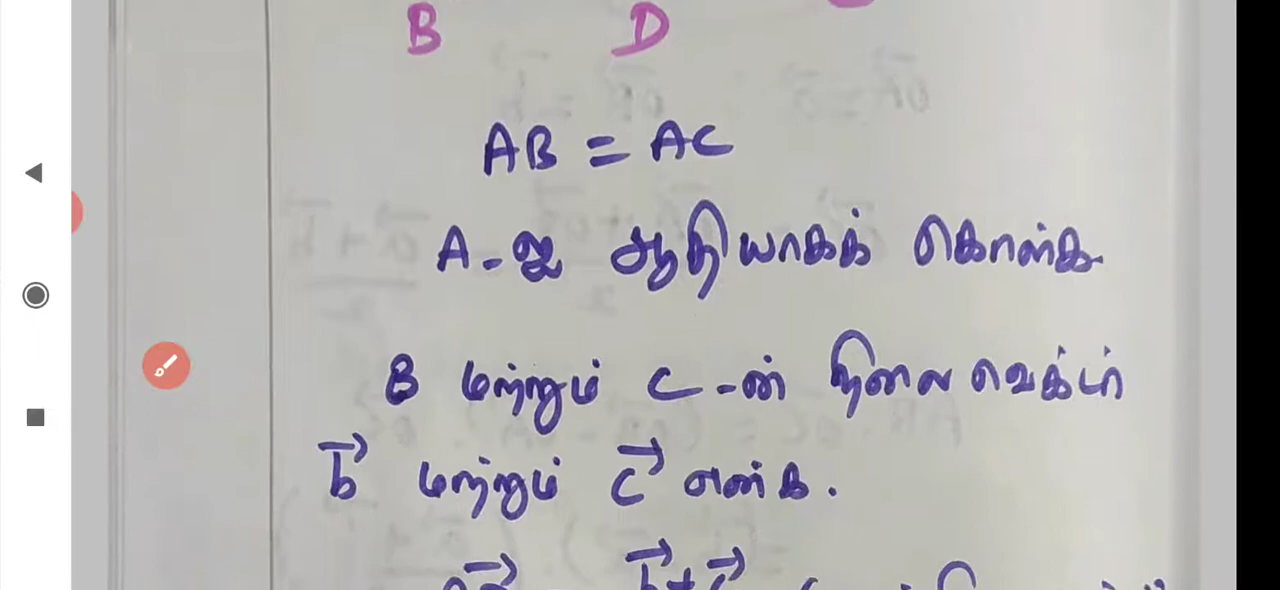 B D
AB = AC
A-ஐ ஆதியாகக் கொள்க
B மற்றும் C-ன் நிலை வெக்டர்
b⃗ மற்றும் c⃗ என்க.
b⃗ + c⃗